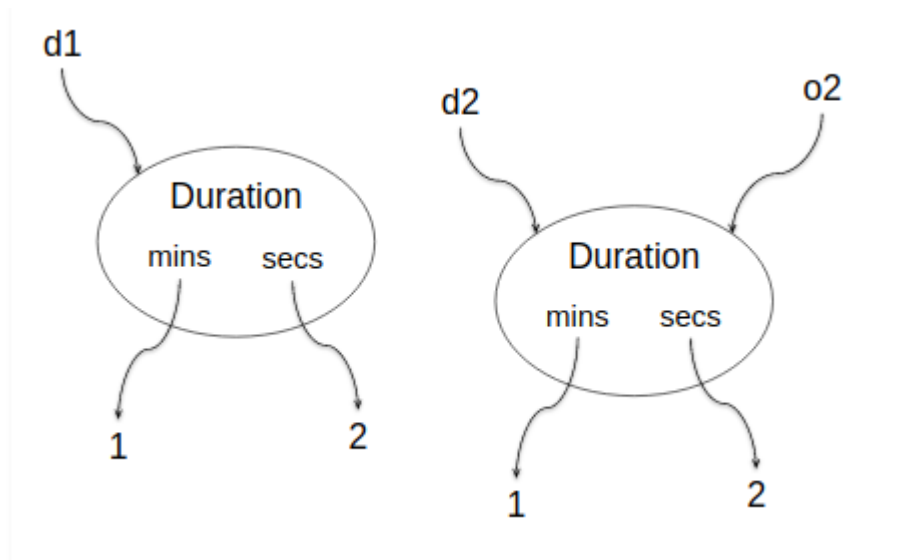 d1
Duration
mins secs
1 2
d2 o2
Duration
mins secs
1 2